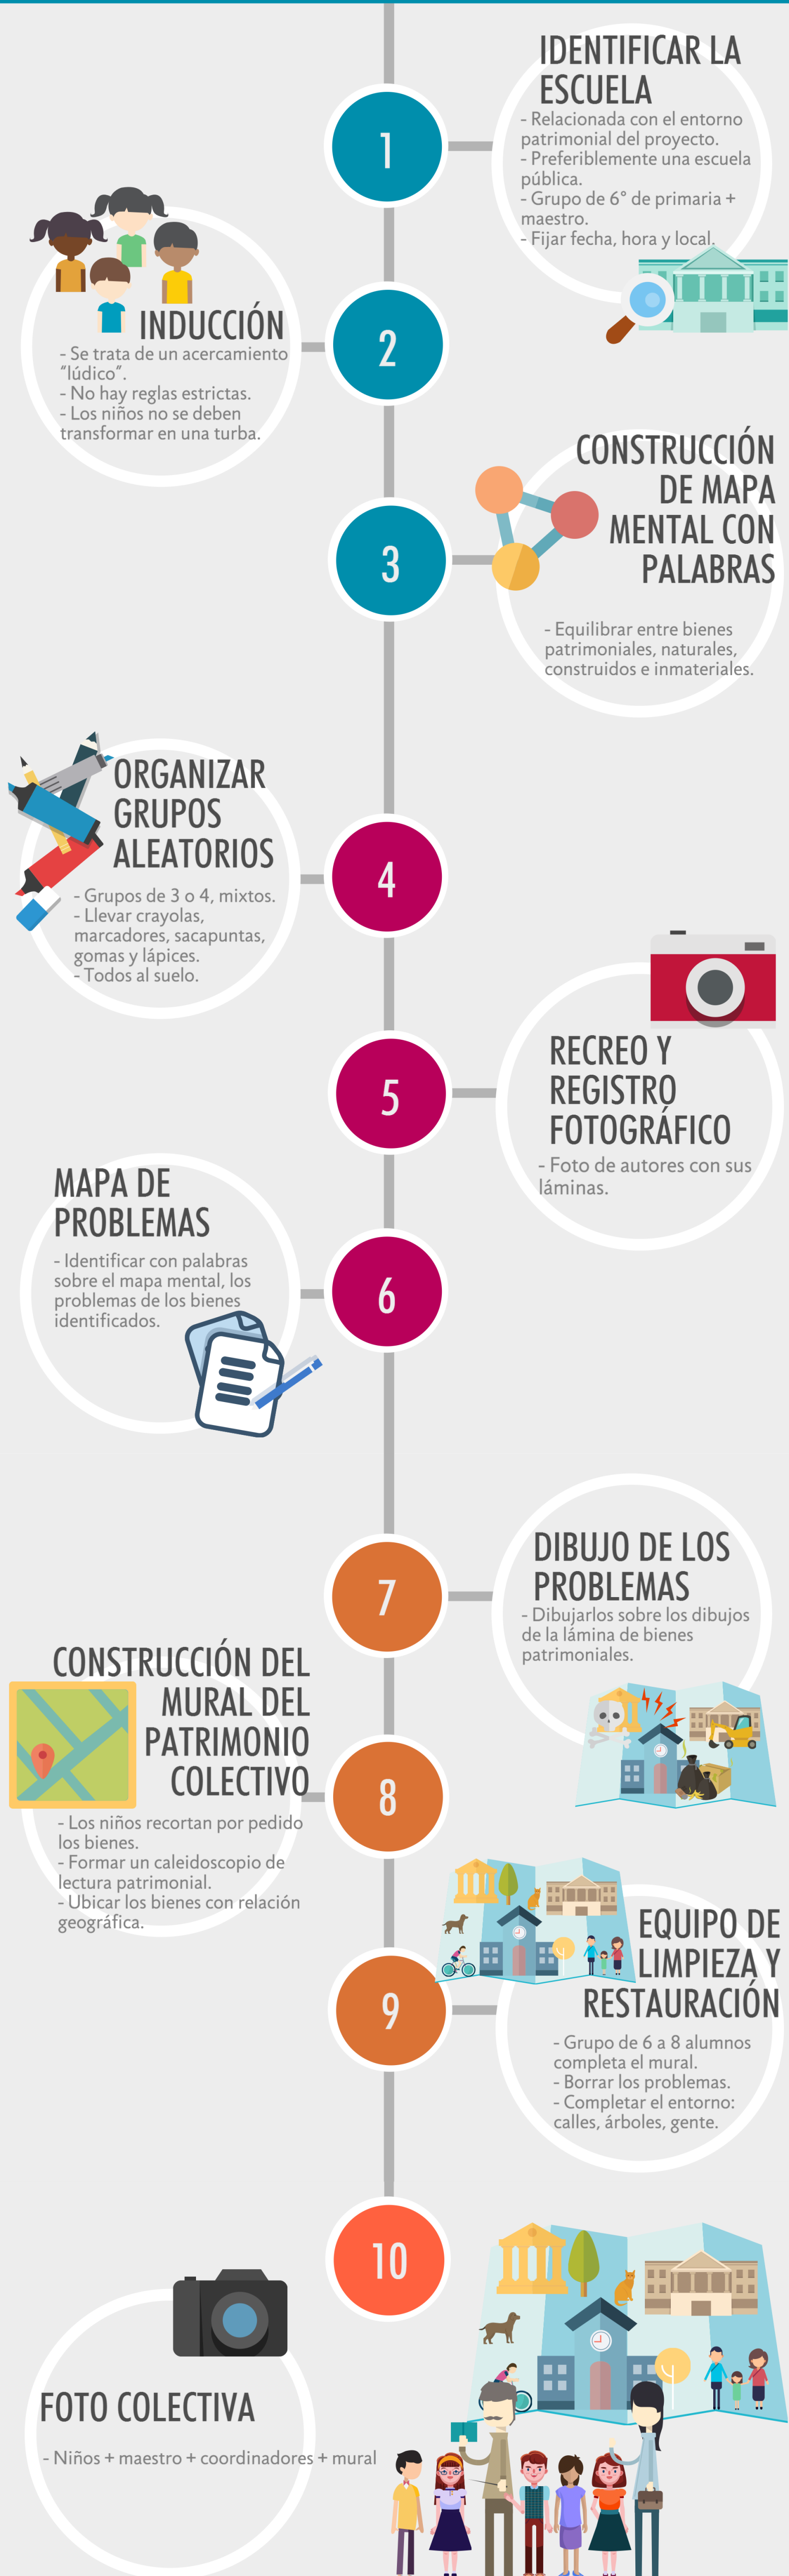 1
IDENTIFICAR LA
ESCUELA
- Relacionada con el entorno
patrimonial del proyecto.
- Preferiblemente una escuela
pública.
- Grupo de 6° de primaria +
maestro.
- Fijar fecha, hora y local.
2
INDUCCIÓN
- Se trata de un acercamiento
“lúdico”.
- No hay reglas estrictas.
- Los niños no se deben
transformar en una turba.
3
CONSTRUCCIÓN
DE MAPA
MENTAL CON
PALABRAS
- Equilibrar entre bienes
patrimoniales, naturales,
construidos e inmateriales.
4
ORGANIZAR
GRUPOS
ALEATORIOS
- Grupos de 3 o 4, mixtos.
- Llevar crayolas,
marcadores, sacapuntas,
gomas y lápices.
- Todos al suelo.
5
RECREO Y
REGISTRO
FOTOGRÁFICO
- Foto de autores con sus
láminas.
6
MAPA DE
PROBLEMAS
- Identificar con palabras
sobre el mapa mental, los
problemas de los bienes
identificados.
7
DIBUJO DE LOS
PROBLEMAS
- Dibujarlos sobre los dibujos
de la lámina de bienes
patrimoniales.
8
CONSTRUCCIÓN DEL
MURAL DEL
PATRIMONIO
COLECTIVO
- Los niños recortan por pedido
los bienes.
- Formar un caleidoscopio de
lectura patrimonial.
- Ubicar los bienes con relación
geográfica.
9
EQUIPO DE
LIMPIEZA Y
RESTAURACIÓN
- Grupo de 6 a 8 alumnos
completa el mural.
- Borrar los problemas.
- Completar el entorno:
calles, árboles, gente.
10
FOTO COLECTIVA
- Niños + maestro + coordinadores + mural